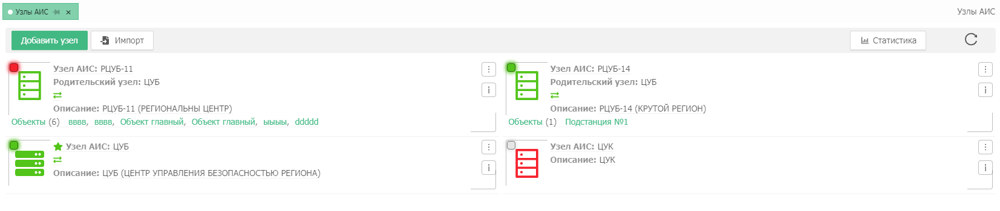 Узлы АИС
Узлы АИС
Добавить узел
Импорт
Статистика
Узел АИС: РЦУБ-11
Родительский узел: ЦУБ
Описание: РЦУБ-11 (РЕГИОНАЛЬНЫ ЦЕНТР)
Объекты (6) вввв, вввв, Объект главный, Объект главный, ыыыы, ddddd
Узел АИС: РЦУБ-14
Родительский узел: ЦУБ
Описание: РЦУБ-14 (КРУТОЙ РЕГИОН)
Объекты (1) Подстанция №1
Узел АИС: ЦУБ
Описание: ЦУБ (ЦЕНТР УПРАВЛЕНИЯ БЕЗОПАСНОСТЬЮ РЕГИОНА)
Узел АИС: ЦУК
Описание: ЦУК